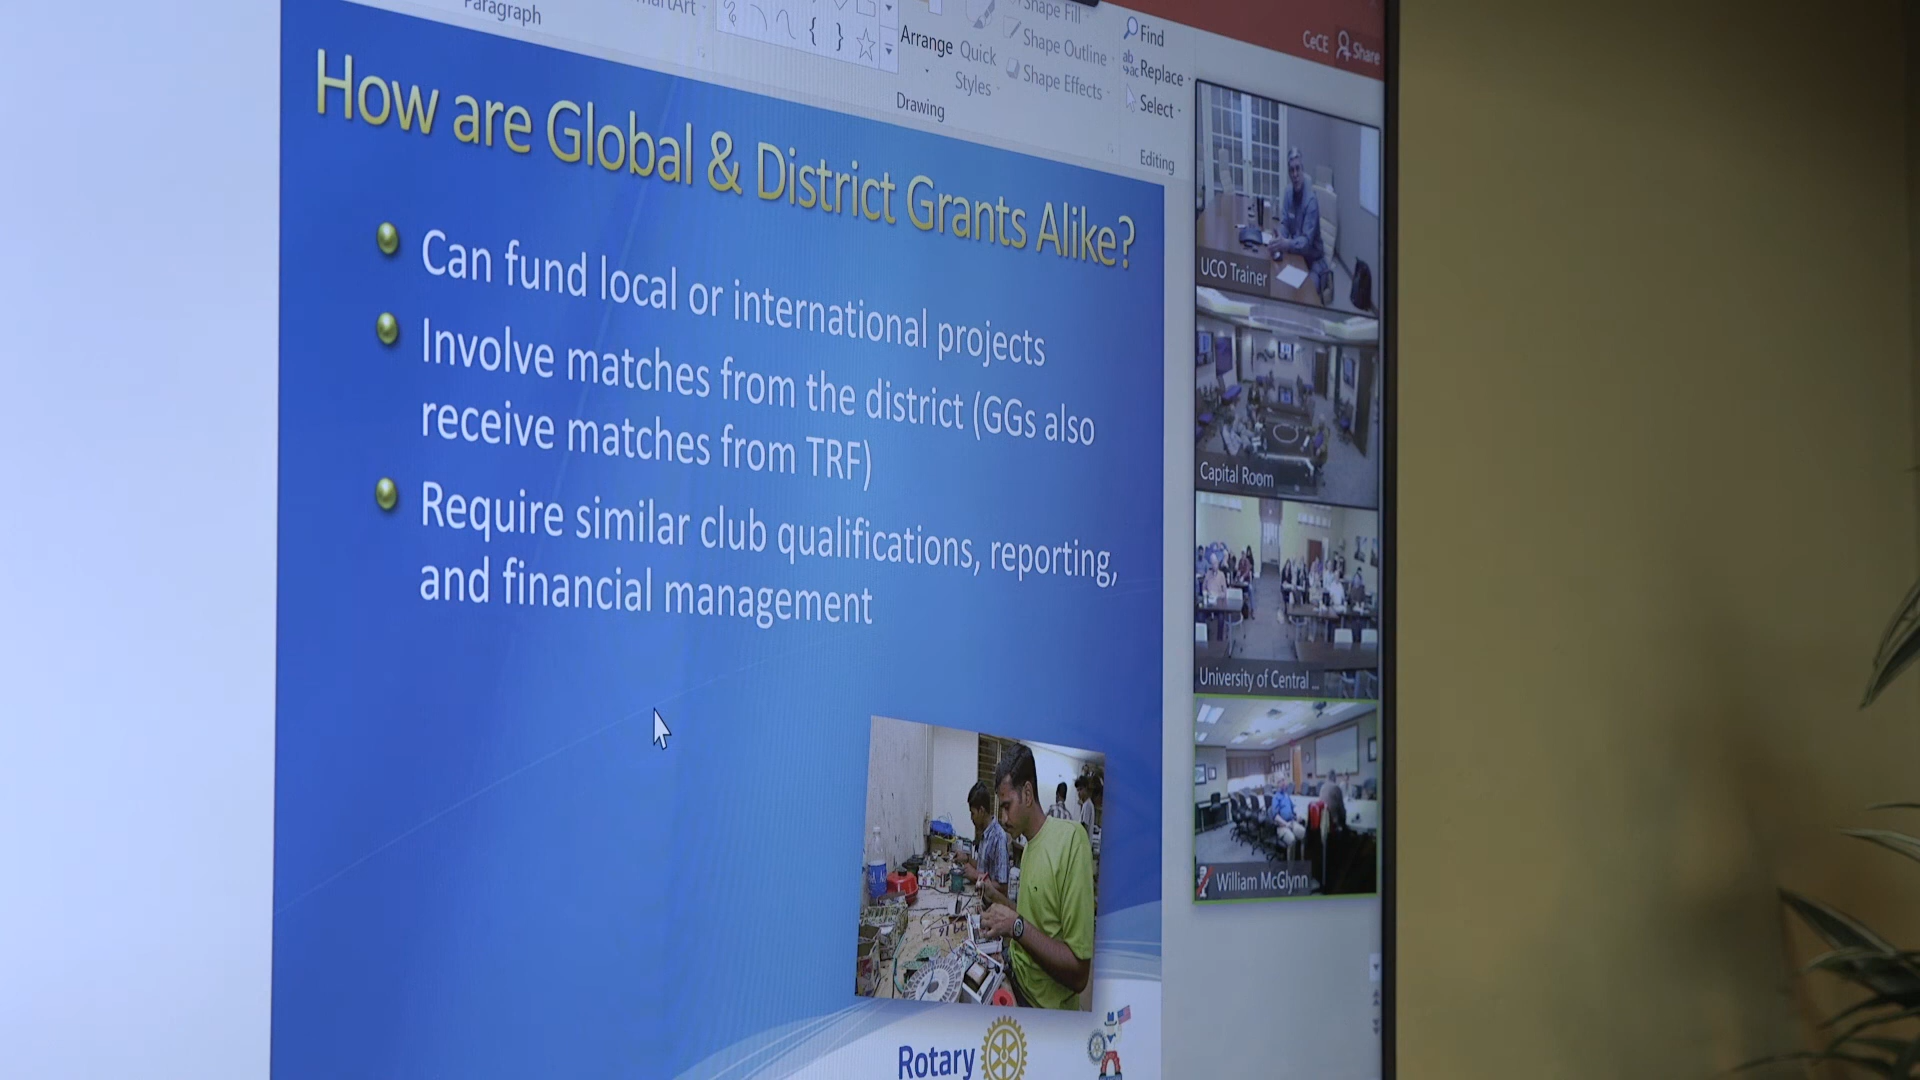 Paragraph
Arrange
Quick
Styles
Shape Fill
Shape Outline
Shape Effects
Drawing
Find
Replace
Select
Editing
CeCE
Share
How are Global & District Grants Alike?
Can fund local or international projects
Involve matches from the district (GGs also
receive matches from TRF)
Require similar club qualifications, reporting,
and financial management
Rotary
UCO Trainer
Capital Room
University of Central ...
William McGlynn